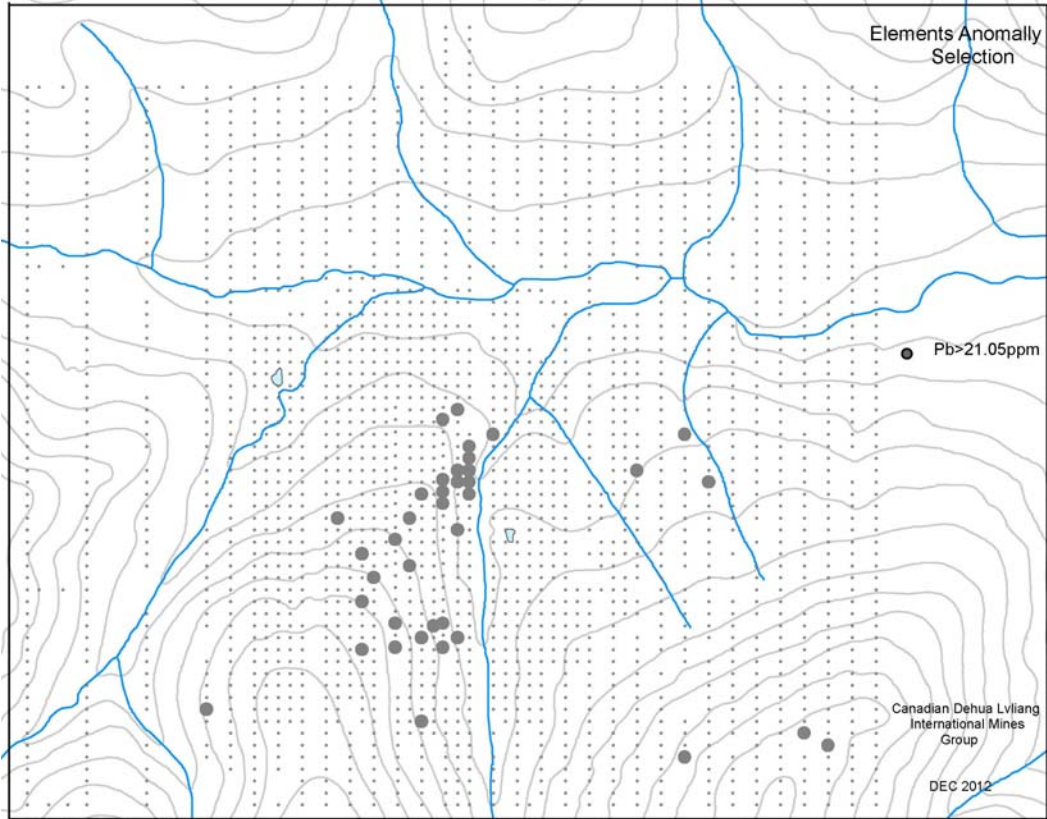 Elements Anomally
Selection
Pb>21.05ppm
Canadian Dehua Lvliang
International Mines
Group
DEC 2012